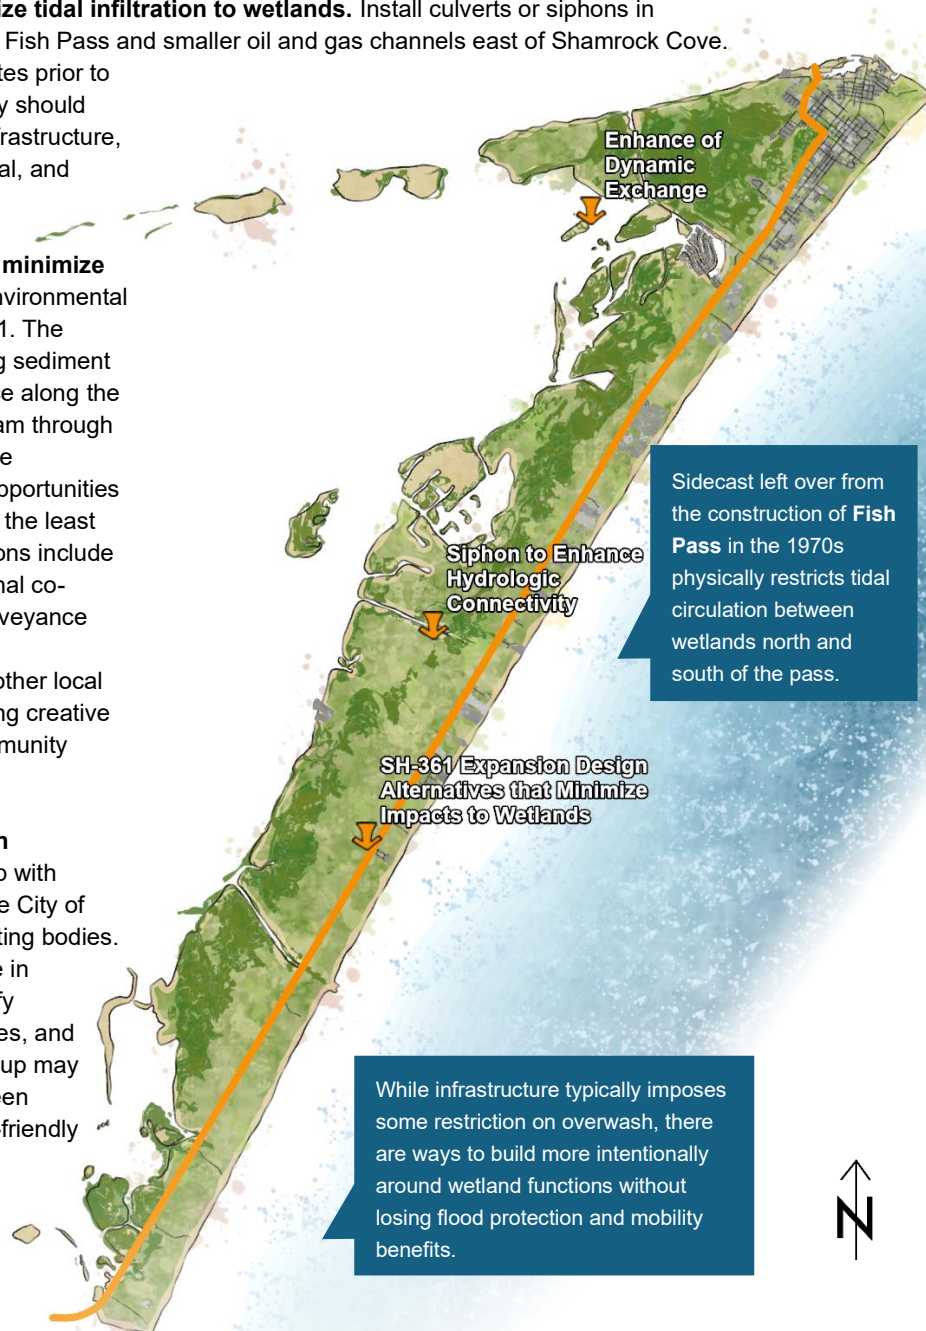 ize tidal infiltration to wetlands. Install culverts or siphons in
Fish Pass and smaller oil and gas channels east of Shamrock Cove.
tes prior to
y should
frastructure,
al, and
minimize
nvironmental
1. The
g sediment
e along the
am through
e
pportunities
the least
ons include
nal co-
veyance
other local
ng creative
munity
n
o with
e City of
ting bodies.
e in
fy
es, and
up may
en
friendly
Enhance of
Dynamic
Exchange
Sidecast left over from
the construction of Fish
Pass in the 1970s
physically restricts tidal
circulation between
wetlands north and
south of the pass.
Siphon to Enhance
Hydrologic
Connectivity
SH-361 Expansion Design
Alternatives that Minimize
Impacts to Wetlands
While infrastructure typically imposes
some restriction on overwash, there
are ways to build more intentionally
around wetland functions without
losing flood protection and mobility
benefits.
N